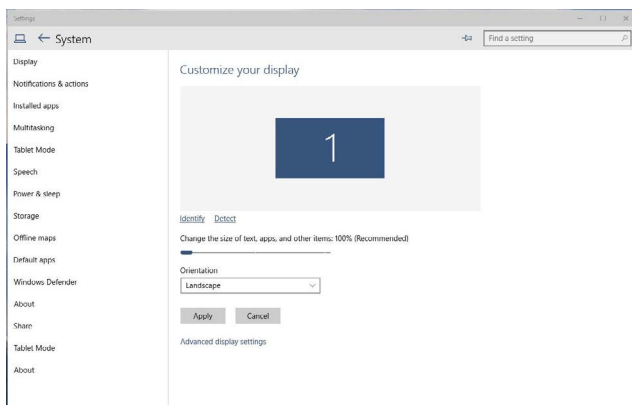 Settings
System
Find a setting
Display
Notifications & actions
Installed apps
Multitasking
Tablet Mode
Speech
Power & sleep
Storage
Offline maps
Default apps
Windows Defender
About
Share
Tablet Mode
About
Customize your display
1
Identify Detect
Change the size of text, apps, and other items: 100% (Recommended)
Orientation
Landscape
Apply Cancel
Advanced display settings